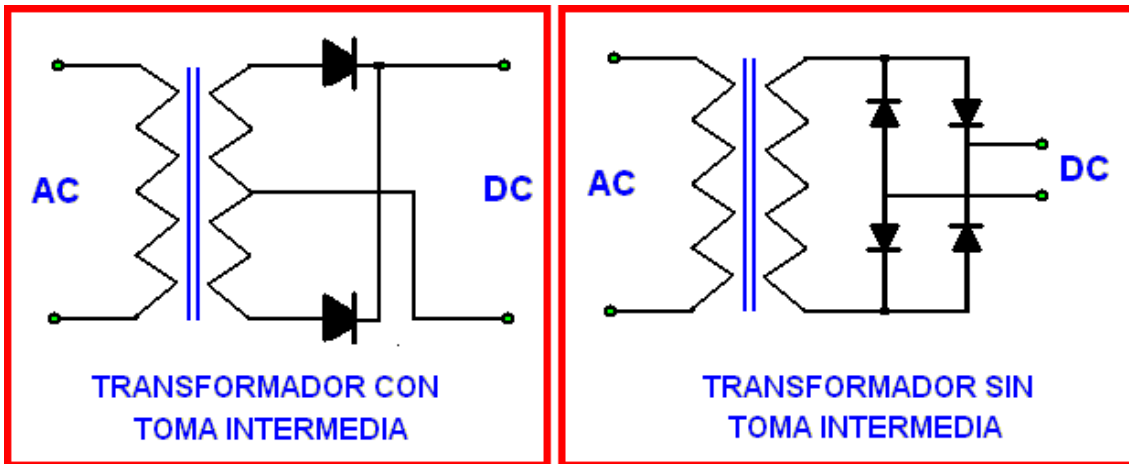 AC
DC
TRANSFORMADOR CON
TOMA INTERMEDIA
AC
DC
TRANSFORMADOR SIN
TOMA INTERMEDIA